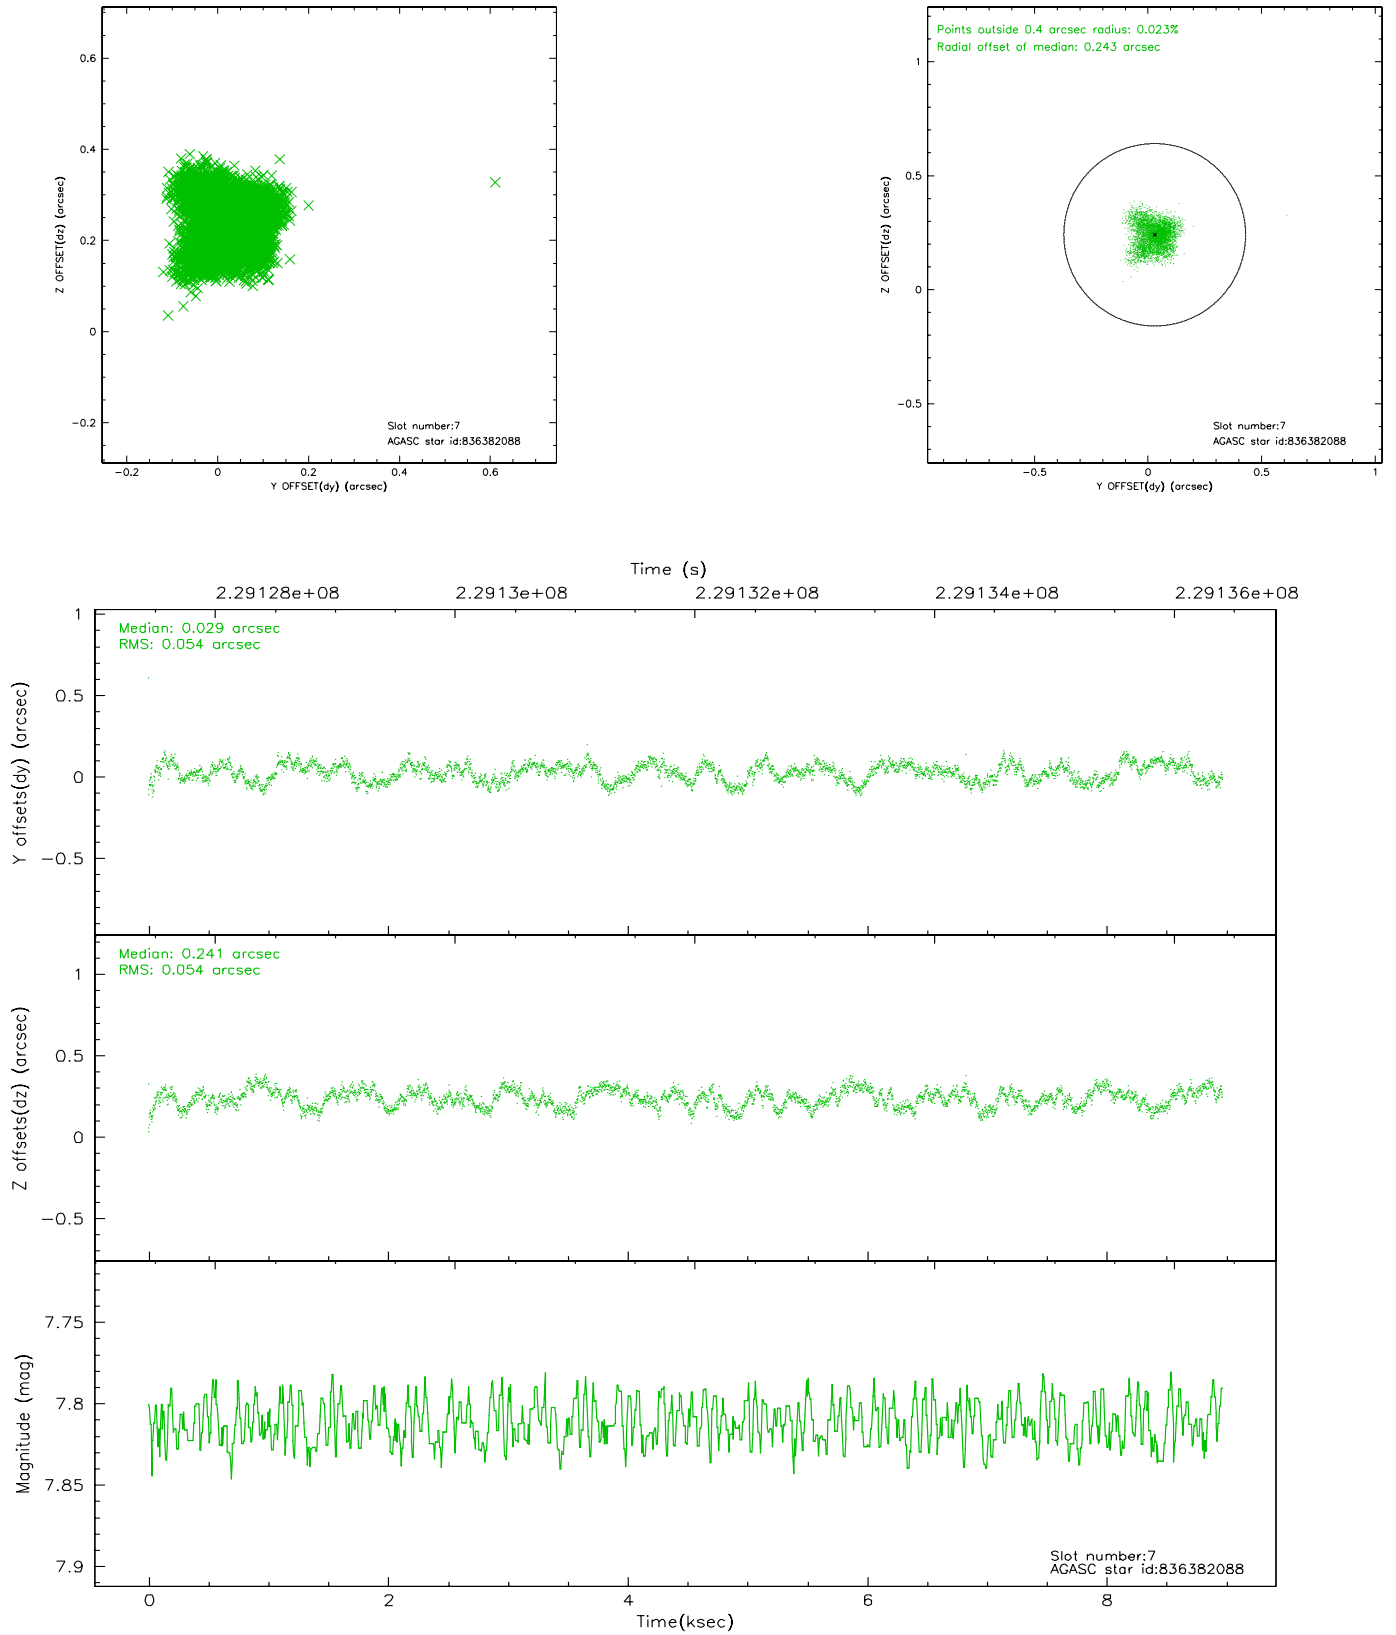 0.6
0.4
0.2
0
−0.2
Z OFFSET(dz) (arcsec)
Slot number:7
AGASC star id:836382088
−0.2 0 0.2 0.4 0.6
Y OFFSET(dy) (arcsec)
Points outside 0.4 arcsec radius: 0.023%
Radial offset of median: 0.243 arcsec
1
0.5
0
−0.5
Z OFFSET(dz) (arcsec)
Slot number:7
AGASC star id:836382088
−0.5 0 0.5 1
Y OFFSET(dy) (arcsec)
Time (s)
2.29128e+08 2.2913e+08 2.29132e+08 2.29134e+08 2.29136e+08
Median: 0.029 arcsec
RMS: 0.054 arcsec
1
0.5
0
−0.5
Y offsets(dy) (arcsec)
Median: 0.241 arcsec
RMS: 0.054 arcsec
1
0.5
0
−0.5
Z offsets(dz) (arcsec)
7.75
7.8
7.85
7.9
Magnitude (mag)
Slot number:7
AGASC star id:836382088
0 2 4 6 8
Time(ksec)